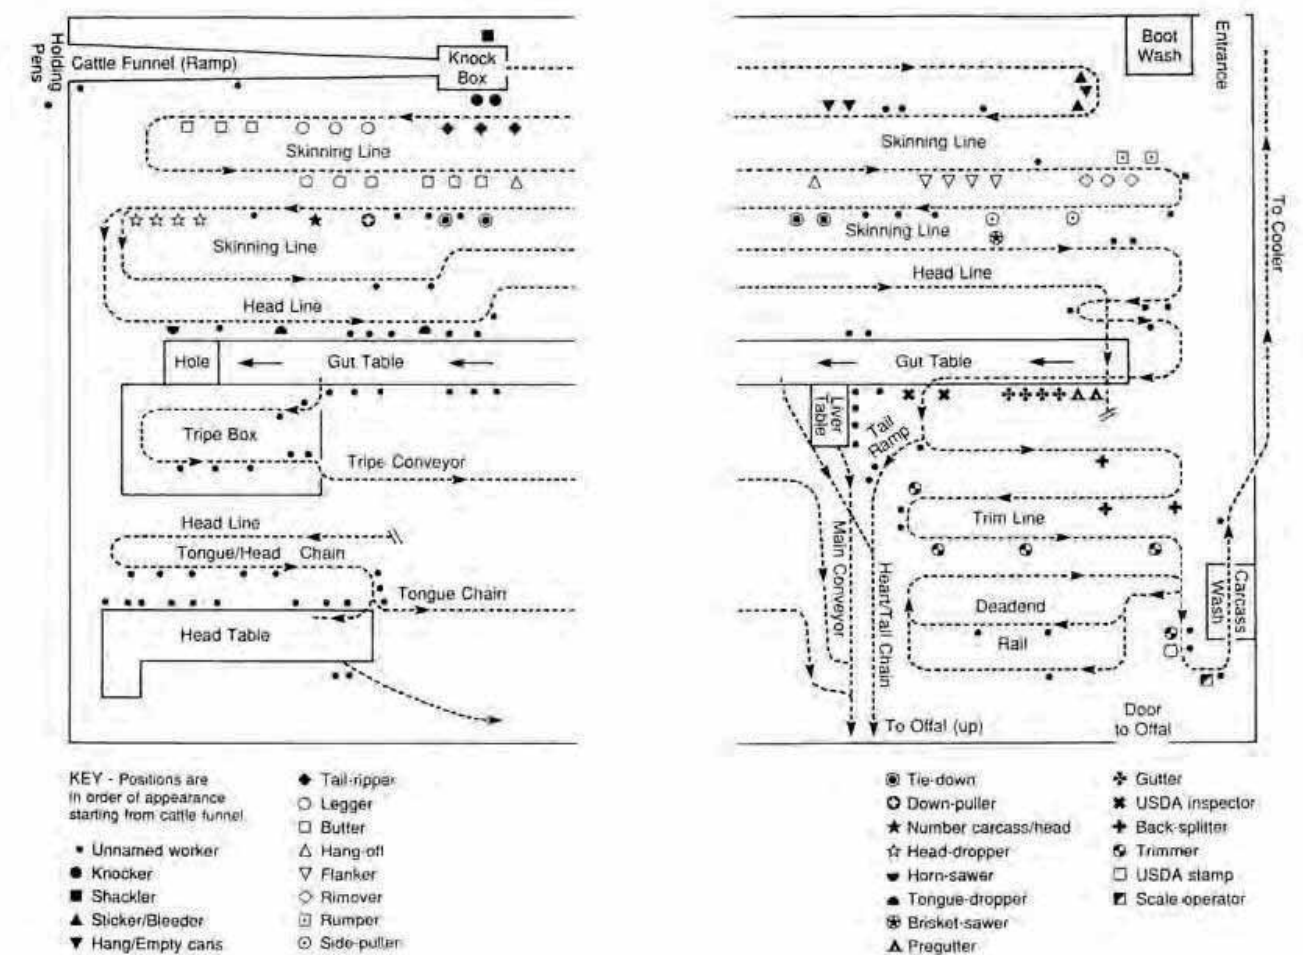 Holding
Pens
Cattle Funnel (Ramp)
Knock
Box
Boot
Wash
Entrance
Skinning Line
Skinning Line
To Cooler
Skinning Line
Skinning Line
Head Line
Head Line
Hole
Gut Table
Gut Table
Liver
Table
Tail
Ramp
Tripe Box
Tripe Conveyor
Head Line
Tongue/Head Chain
Tongue Chain
Head Table
Trim Line
Main Conveyor
Heart/Tail Chain
Deadend
Rail
Carcass
Wash
To Offal (up)
Door
to Offal
KEY - Positions are
in order of appearance
starting from cattle funnel.
Unnamed worker
Knocker
Shackler
Sticker/Bleeder
Hang/Empty cans
Tail-ripper
Legger
Butter
Hang-off
Flanker
Rimover
Rumper
Side-puller
Tie-down
Down-puller
Number carcass/head
Head-dropper
Horn-sawer
Tongue-dropper
Brisket-sawer
Pregutter
Gutter
USDA inspector
Back-splitter
Trimmer
USDA stamp
Scale operator